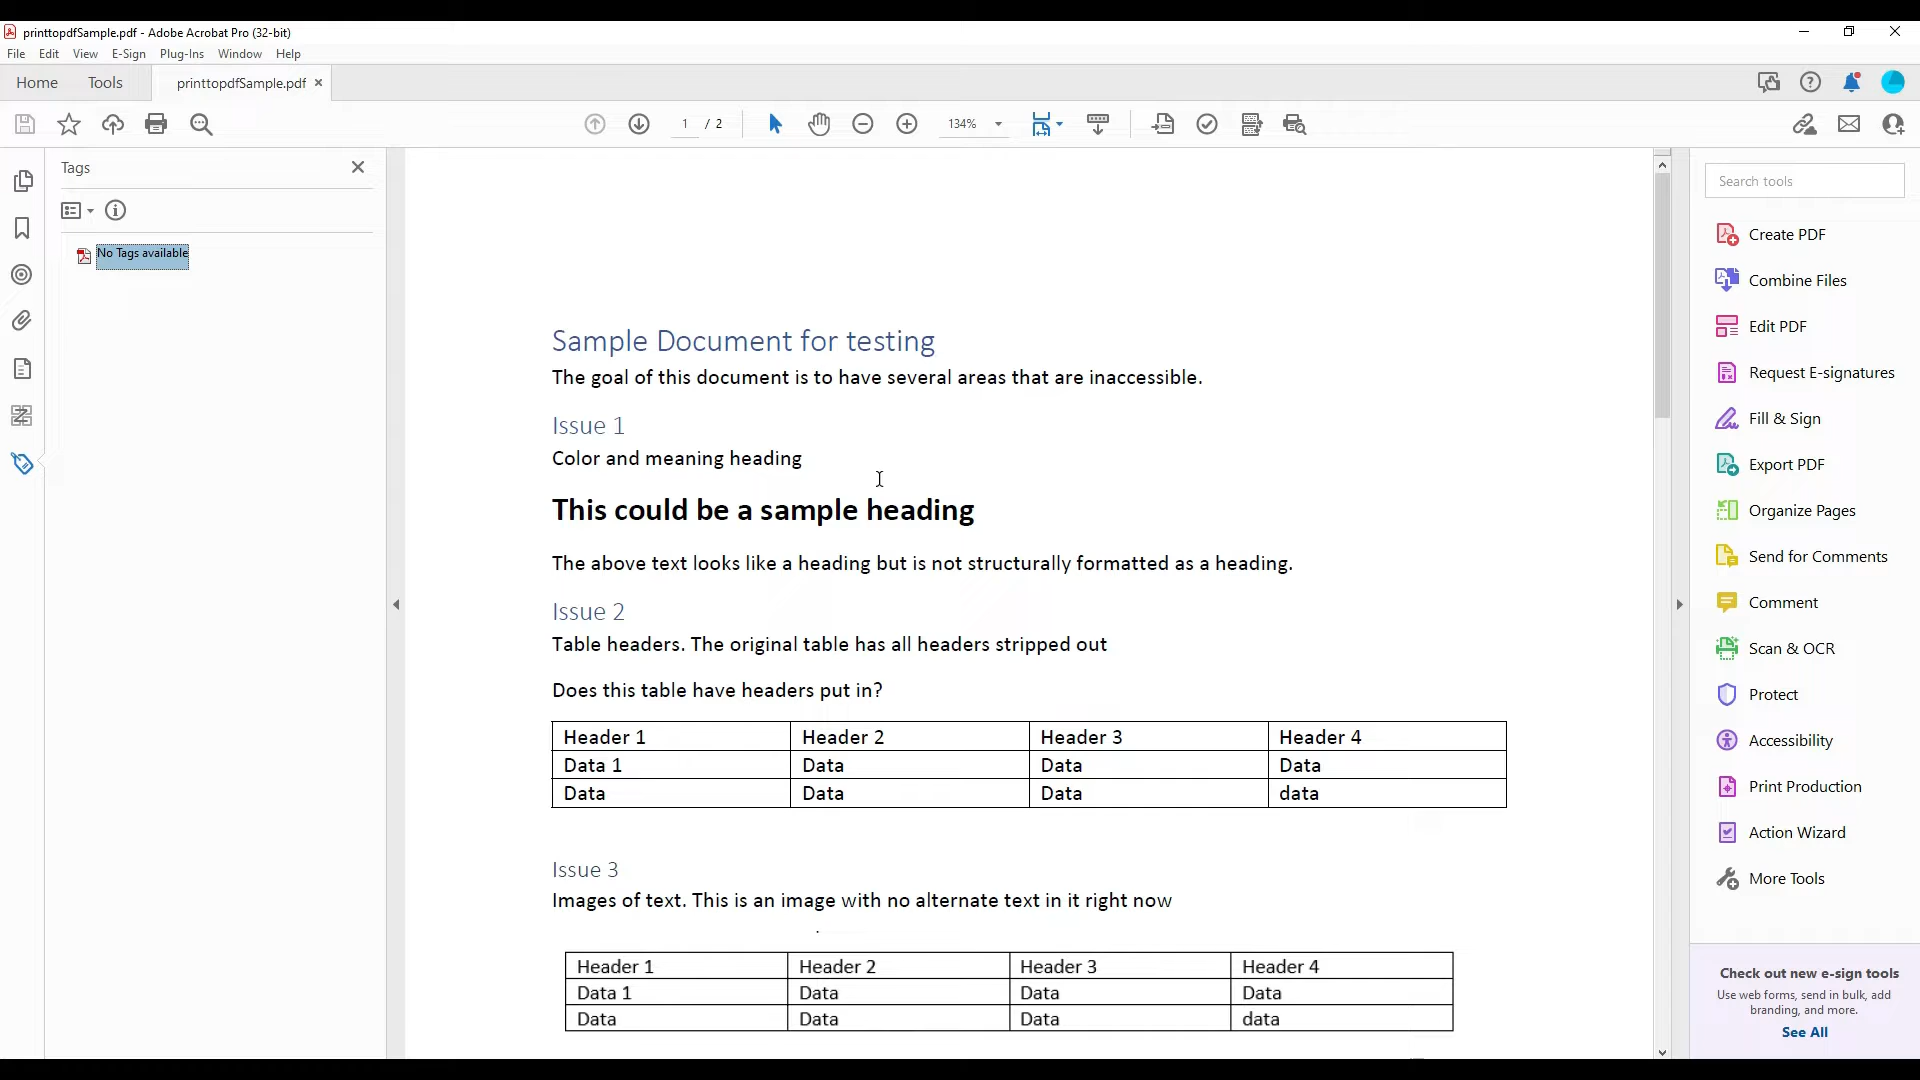 printtopdfSample.pdf - Adobe Acrobat Pro (32-bit)
File Edit View E-Sign Plug-Ins Window Help
Home Tools printtopdfSample.pdf ×
1 / 2 134%
Tags
No Tags available
Sample Document for testing
The goal of this document is to have several areas that are inaccessible.
Issue 1
Color and meaning heading
This could be a sample heading
The above text looks like a heading but is not structurally formatted as a heading.
Issue 2
Table headers. The original table has all headers stripped out
Does this table have headers put in?
Header 1 Header 2 Header 3 Header 4
Data 1 Data Data Data
Data Data Data data
Issue 3
Images of text. This is an image with no alternate text in it right now
Header 1 Header 2 Header 3 Header 4
Data 1 Data Data Data
Data Data Data data
Search tools
Create PDF
Combine Files
Edit PDF
Request E-signatures
Fill & Sign
Export PDF
Organize Pages
Send for Comments
Comment
Scan & OCR
Protect
Accessibility
Print Production
Action Wizard
More Tools
Check out new e-sign tools
Use web forms, send in bulk, add
branding, and more.
See All